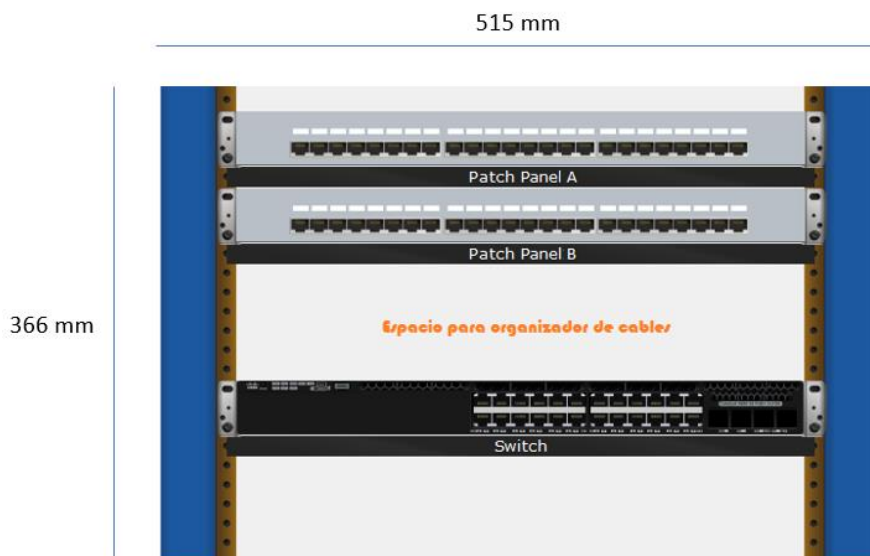 515 mm
Patch Panel A
Patch Panel B
366 mm
Espacio para organizador de cables
Switch